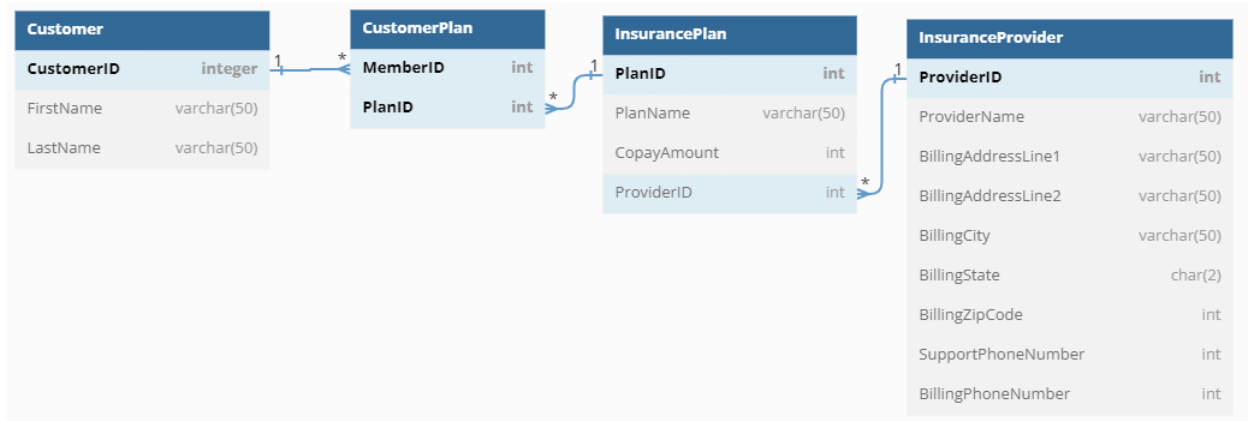 Customer
CustomerID integer
FirstName varchar(50)
LastName varchar(50)
1
*
CustomerPlan
MemberID int
PlanID int
*
1
InsurancePlan
PlanID int
PlanName varchar(50)
CopayAmount int
ProviderID int
*
1
InsuranceProvider
ProviderID int
ProviderName varchar(50)
BillingAddressLine1 varchar(50)
BillingAddressLine2 varchar(50)
BillingCity varchar(50)
BillingState char(2)
BillingZipCode int
SupportPhoneNumber int
BillingPhoneNumber int